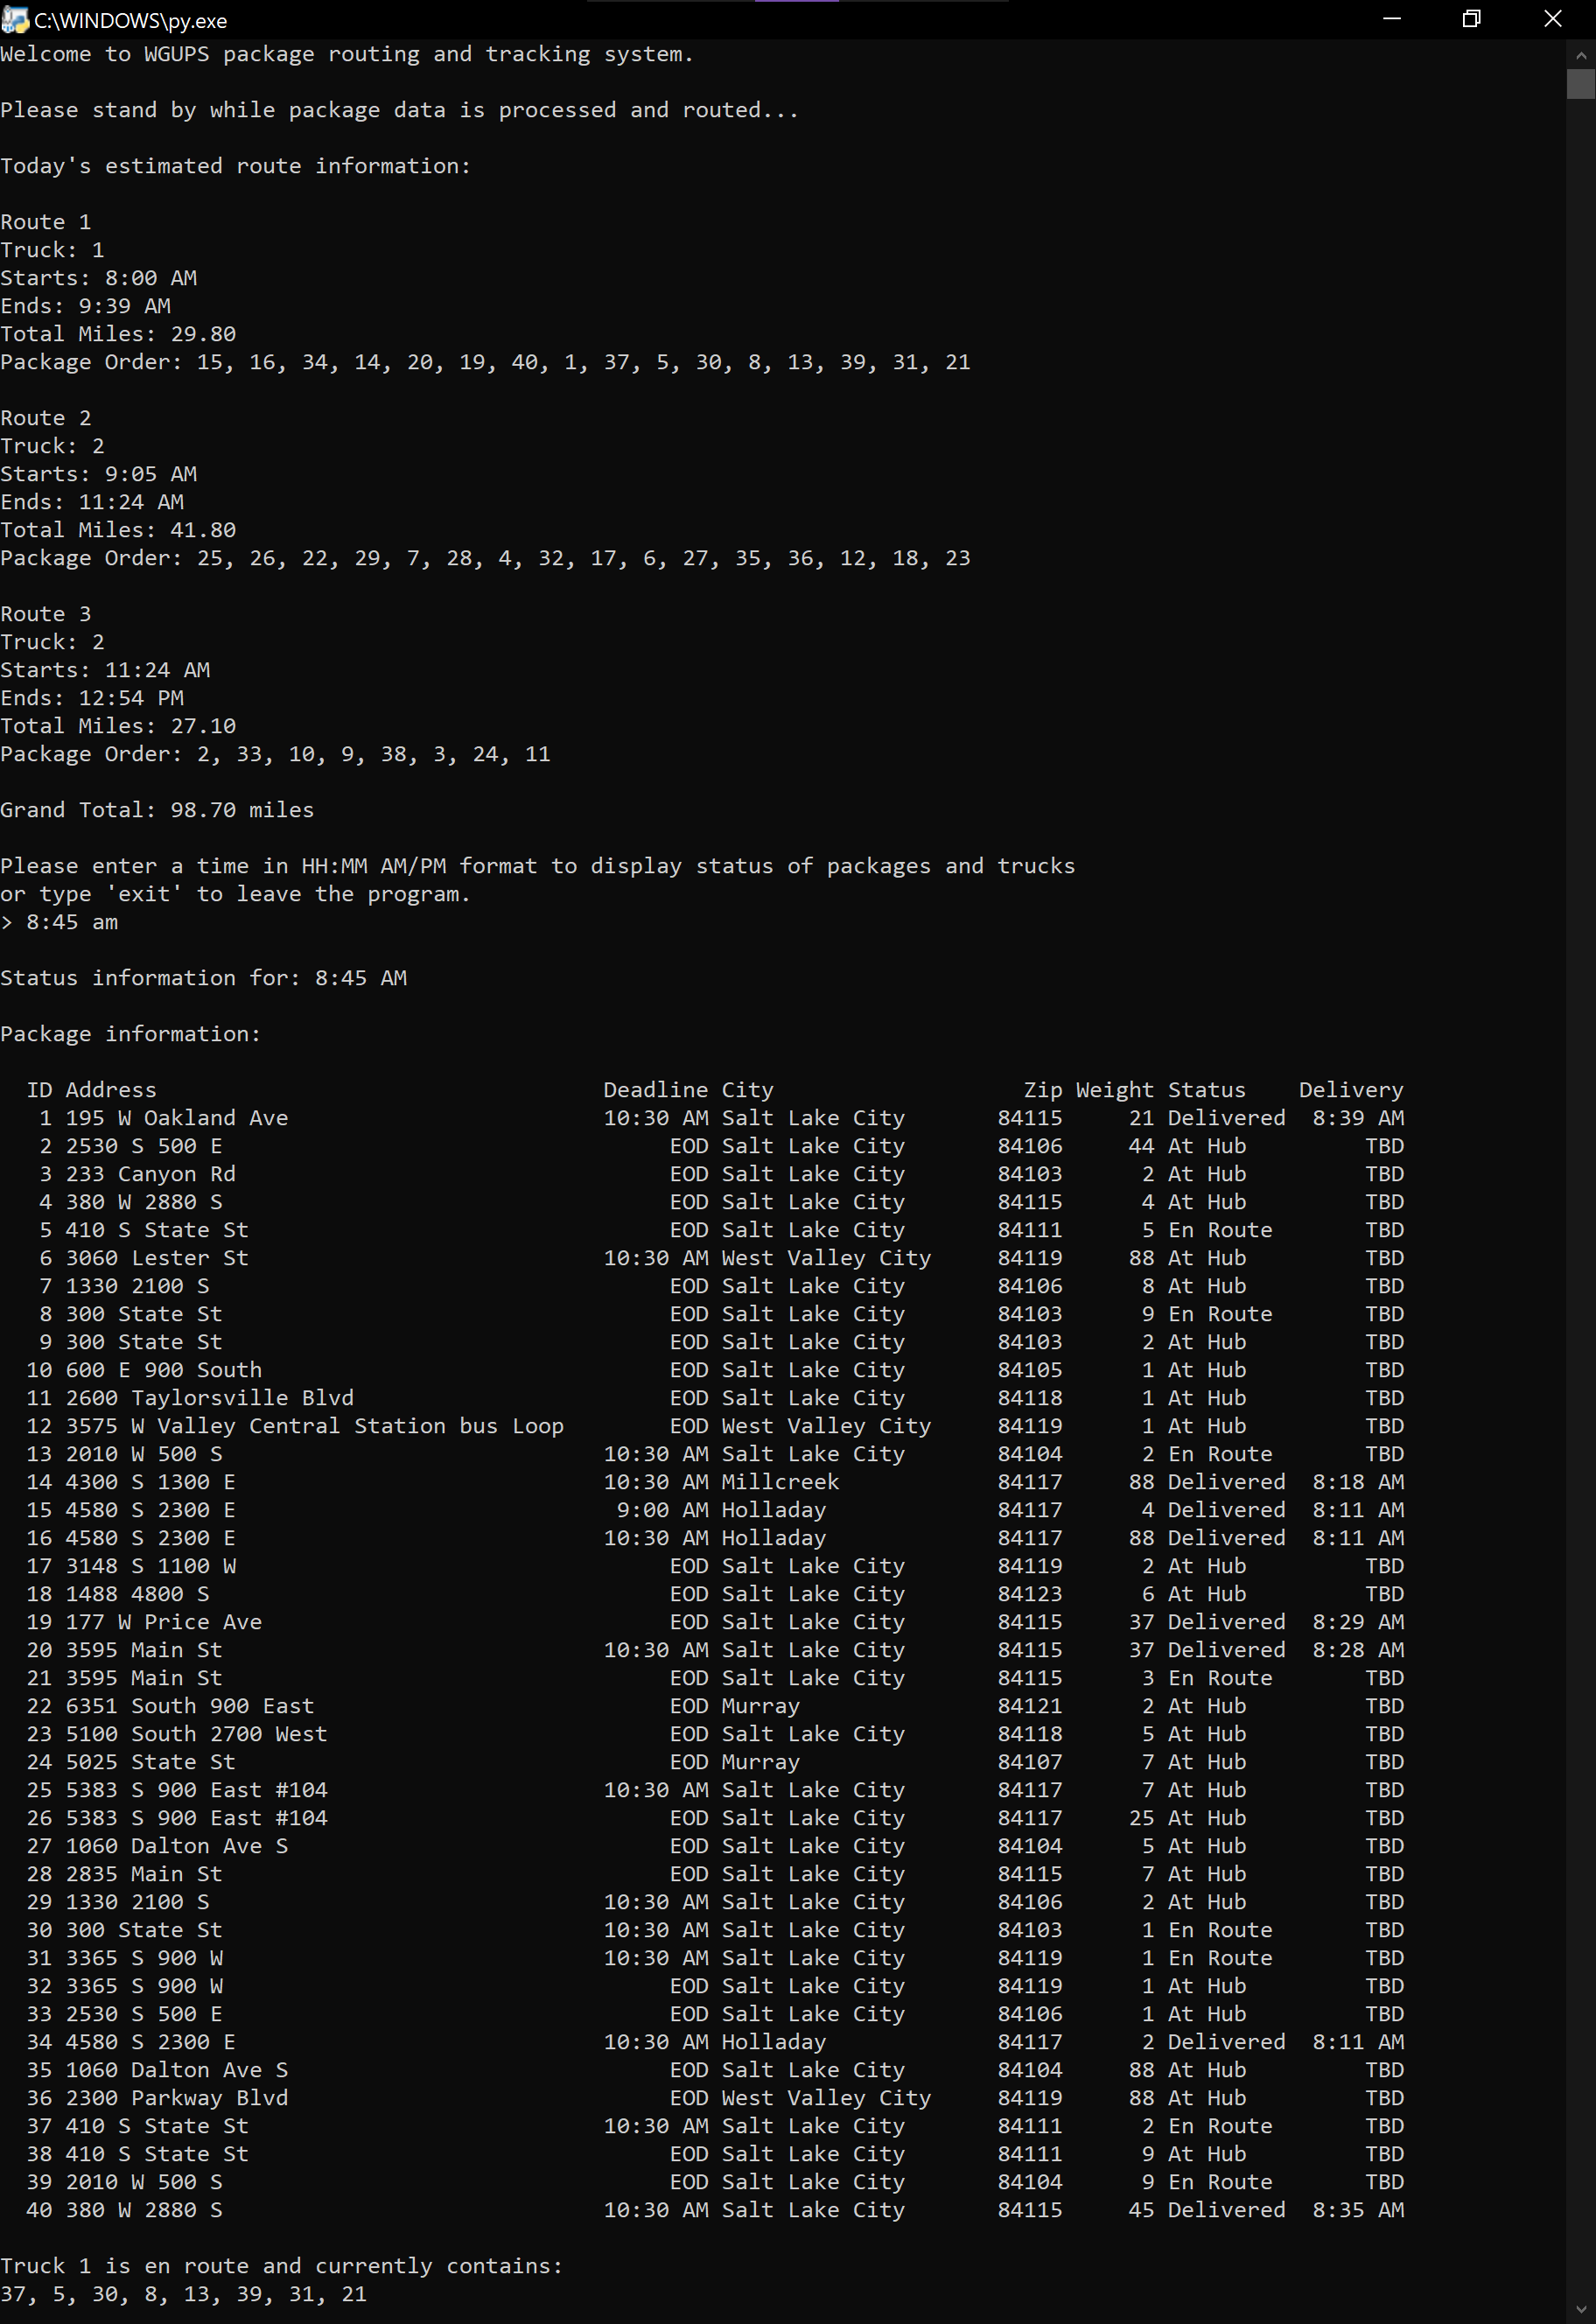 C:\WINDOWS\py.exe
Welcome to WGUPS package routing and tracking system.
Please stand by while package data is processed and routed...
Today's estimated route information:
Route 1
Truck: 1
Starts: 8:00 AM
Ends: 9:39 AM
Total Miles: 29.80
Package Order: 15, 16, 34, 14, 20, 19, 40, 1, 37, 5, 30, 8, 13, 39, 31, 21
Route 2
Truck: 2
Starts: 9:05 AM
Ends: 11:24 AM
Total Miles: 41.80
Package Order: 25, 26, 22, 29, 7, 28, 4, 32, 17, 6, 27, 35, 36, 12, 18, 23
Route 3
Truck: 2
Starts: 11:24 AM
Ends: 12:54 PM
Total Miles: 27.10
Package Order: 2, 33, 10, 9, 38, 3, 24, 11
Grand Total: 98.70 miles
Please enter a time in HH:MM AM/PM format to display status of packages and trucks
or type 'exit' to leave the program.
> 8:45 am
Status information for: 8:45 AM
Package information:
ID Address Deadline City Zip Weight Status Delivery
1 195 W Oakland Ave 10:30 AM Salt Lake City 84115 21 Delivered 8:39 AM
2 2530 S 500 E EOD Salt Lake City 84106 44 At Hub TBD
3 233 Canyon Rd EOD Salt Lake City 84103 2 At Hub TBD
4 380 W 2880 S EOD Salt Lake City 84115 4 At Hub TBD
5 410 S State St EOD Salt Lake City 84111 5 En Route TBD
6 3060 Lester St 10:30 AM West Valley City 84119 88 At Hub TBD
7 1330 2100 S EOD Salt Lake City 84106 8 At Hub TBD
8 300 State St EOD Salt Lake City 84103 9 En Route TBD
9 300 State St EOD Salt Lake City 84103 2 At Hub TBD
10 600 E 900 South EOD Salt Lake City 84105 1 At Hub TBD
11 2600 Taylorsville Blvd EOD Salt Lake City 84118 1 At Hub TBD
12 3575 W Valley Central Station bus Loop EOD West Valley City 84119 1 At Hub TBD
13 2010 W 500 S 10:30 AM Salt Lake City 84104 2 En Route TBD
14 4300 S 1300 E 10:30 AM Millcreek 84117 88 Delivered 8:18 AM
15 4580 S 2300 E 9:00 AM Holladay 84117 4 Delivered 8:11 AM
16 4580 S 2300 E 10:30 AM Holladay 84117 88 Delivered 8:11 AM
17 3148 S 1100 W EOD Salt Lake City 84119 2 At Hub TBD
18 1488 4800 S EOD Salt Lake City 84123 6 At Hub TBD
19 177 W Price Ave EOD Salt Lake City 84115 37 Delivered 8:29 AM
20 3595 Main St 10:30 AM Salt Lake City 84115 37 Delivered 8:28 AM
21 3595 Main St EOD Salt Lake City 84115 3 En Route TBD
22 6351 South 900 East EOD Murray 84121 2 At Hub TBD
23 5100 South 2700 West EOD Salt Lake City 84118 5 At Hub TBD
24 5025 State St EOD Murray 84107 7 At Hub TBD
25 5383 S 900 East #104 10:30 AM Salt Lake City 84117 7 At Hub TBD
26 5383 S 900 East #104 EOD Salt Lake City 84117 25 At Hub TBD
27 1060 Dalton Ave S EOD Salt Lake City 84104 5 At Hub TBD
28 2835 Main St EOD Salt Lake City 84115 7 At Hub TBD
29 1330 2100 S 10:30 AM Salt Lake City 84106 2 At Hub TBD
30 300 State St 10:30 AM Salt Lake City 84103 1 En Route TBD
31 3365 S 900 W 10:30 AM Salt Lake City 84119 1 En Route TBD
32 3365 S 900 W EOD Salt Lake City 84119 1 At Hub TBD
33 2530 S 500 E EOD Salt Lake City 84106 1 At Hub TBD
34 4580 S 2300 E 10:30 AM Holladay 84117 2 Delivered 8:11 AM
35 1060 Dalton Ave S EOD Salt Lake City 84104 88 At Hub TBD
36 2300 Parkway Blvd EOD West Valley City 84119 88 At Hub TBD
37 410 S State St 10:30 AM Salt Lake City 84111 2 En Route TBD
38 410 S State St EOD Salt Lake City 84111 9 At Hub TBD
39 2010 W 500 S EOD Salt Lake City 84104 9 En Route TBD
40 380 W 2880 S 10:30 AM Salt Lake City 84115 45 Delivered 8:35 AM
Truck 1 is en route and currently contains:
37, 5, 30, 8, 13, 39, 31, 21